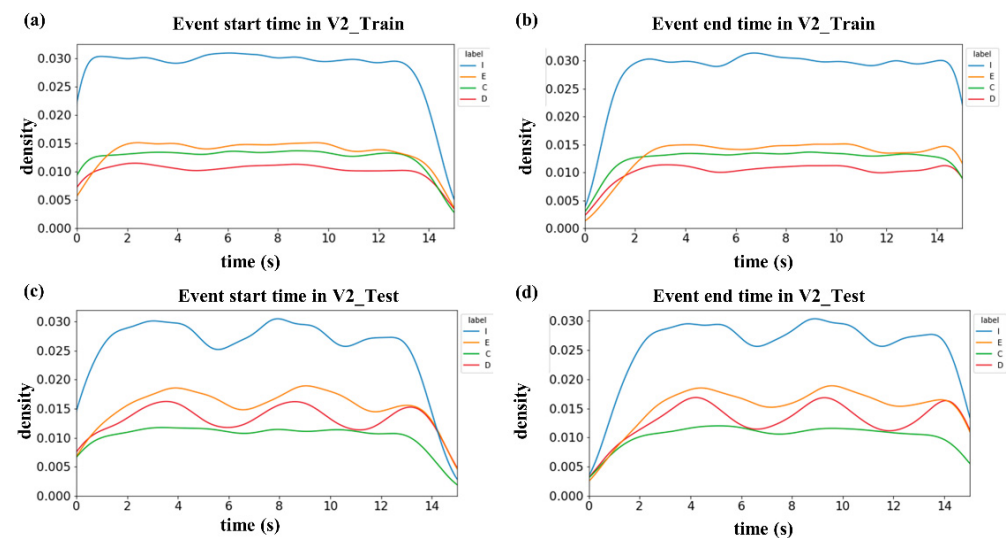 (a) Event start time in V2_Train
0.030
0.025
0.020
0.015
0.010
0.005
0.000
density
label
I
E
C
D
0 2 4 6 8 10 12 14
time (s)
(b) Event end time in V2_Train
0.030
0.025
0.020
0.015
0.010
0.005
0.000
density
label
I
E
C
D
0 2 4 6 8 10 12 14
time (s)
(c) Event start time in V2_Test
0.030
0.025
0.020
0.015
0.010
0.005
0.000
density
label
I
E
C
D
0 2 4 6 8 10 12 14
time (s)
(d) Event end time in V2_Test
0.030
0.025
0.020
0.015
0.010
0.005
0.000
density
label
I
E
C
D
0 2 4 6 8 10 12 14
time (s)